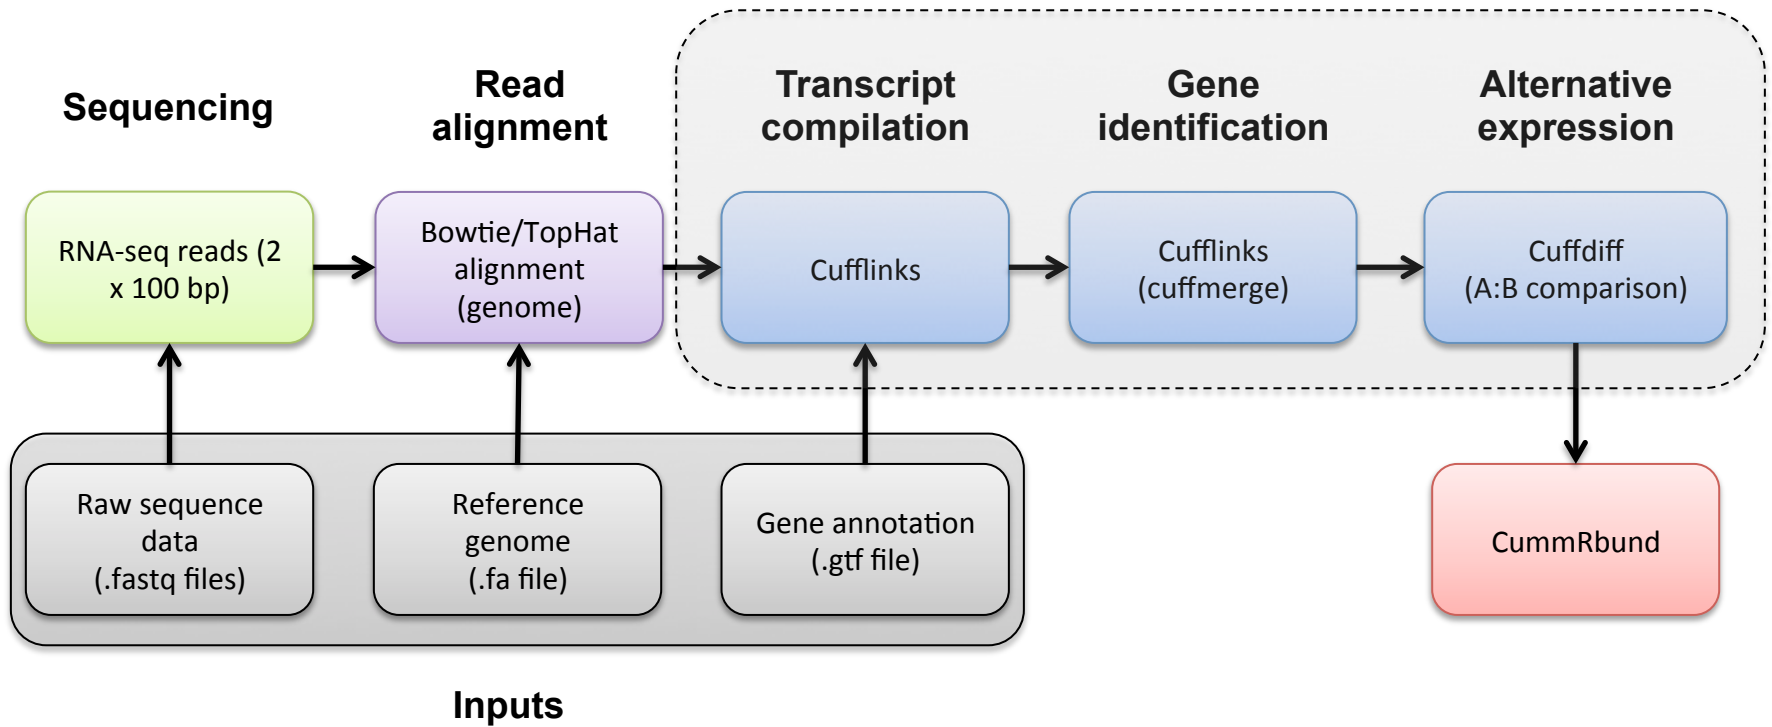 Sequencing
Read
alignment
Transcript
compilation
Gene
identification
Alternative
expression
RNA-seq reads (2
x 100 bp)
Bowtie/TopHat
alignment
(genome)
Cufflinks
Cufflinks
(cuffmerge)
Cuffdiff
(A:B comparison)
Raw sequence
data
(.fastq files)
Reference
genome
(.fa file)
Gene annotation
(.gtf file)
CummRbund
Inputs